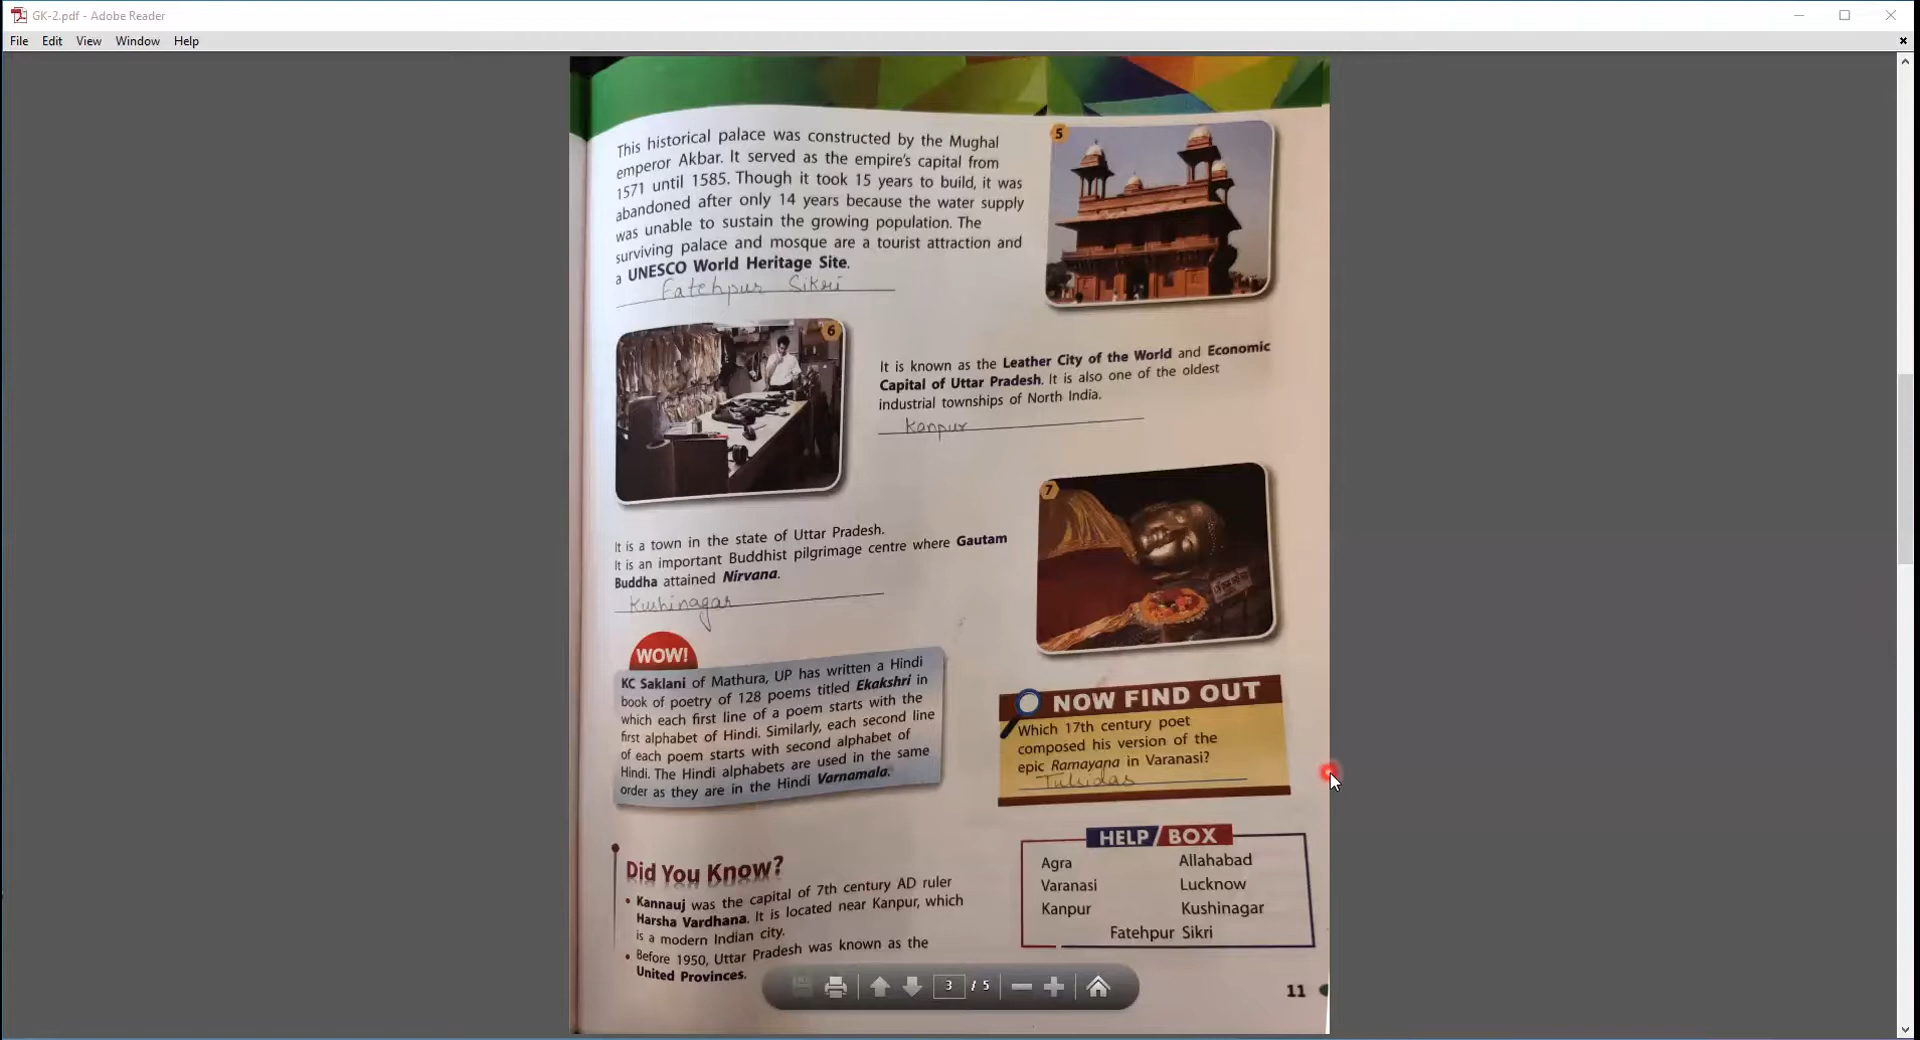 GK-2.pdf - Adobe Reader
File Edit View Window Help
This historical palace was constructed by the Mughal
emperor Akbar. It served as the empire's capital from
1571 until 1585. Though it took 15 years to build, it was
abandoned after only 14 years because the water supply
was unable to sustain the growing population. The
surviving palace and mosque are a tourist attraction and
a UNESCO World Heritage Site.
Fatehpur Sikri
5
6
It is known as the Leather City of the World and Economic
Capital of Uttar Pradesh. It is also one of the oldest
industrial townships of North India.
Kanpur
7
It is a town in the state of Uttar Pradesh.
It is an important Buddhist pilgrimage centre where Gautam
Buddha attained Nirvana.
Kushinagar
WOW!
KC Saklani of Mathura, UP has written a Hindi
book of poetry of 128 poems titled Ekakshri in
which each first line of a poem starts with the
first alphabet of Hindi. Similarly, each second line
of each poem starts with second alphabet of
Hindi. The Hindi alphabets are used in the same
order as they are in the Hindi Varnamala.
NOW FIND OUT
Which 17th century poet
composed his version of the
epic Ramayana in Varanasi?
Tulsidas
Did You Know?
• Kannauj was the capital of 7th century AD ruler
Harsha Vardhana. It is located near Kanpur, which
is a modern Indian city.
• Before 1950, Uttar Pradesh was known as the
United Provinces.
HELP/BOX
Agra Allahabad
Varanasi Lucknow
Kanpur Kushinagar
Fatehpur Sikri
3 / 5
11